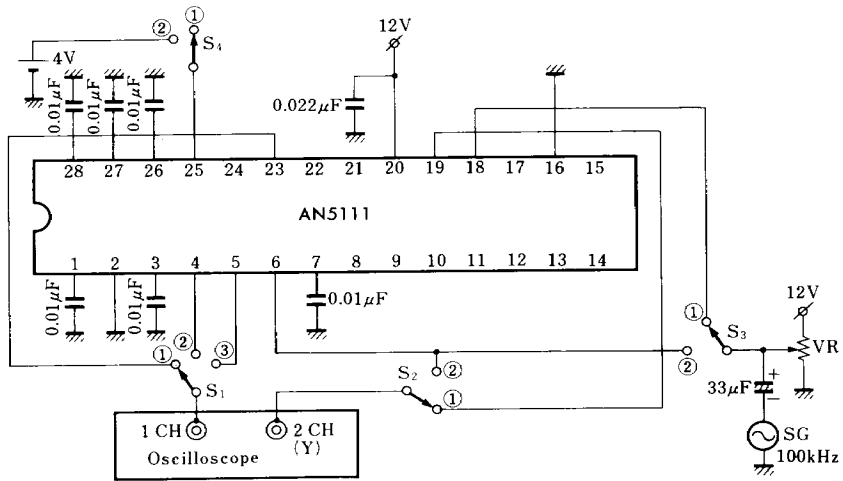 ①
② S₄
12V
4V
0.01μF
0.01μF
0.01μF
0.022μF
28 27 26 25 24 23 22 21 20 19 18 17 16 15
AN5111
1 2 3 4 5 6 7 8 9 10 11 12 13 14
0.01μF
0.01μF
0.01μF
12V
① S₃
VR
②
② ③
① S₁
S₂ ②
①
33μF
+
−
1 CH
2 CH
(Y)
Oscilloscope
SG
100kHz